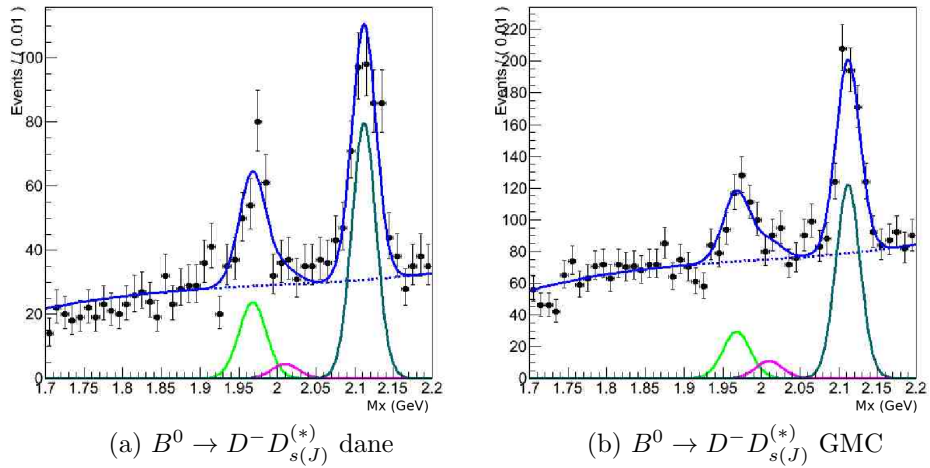 Events / ( 0.01 )
100
80
60
40
20
0
1.7 1.75 1.8 1.85 1.9 1.95 2 2.05 2.1 2.15 2.2
Mx (GeV)
(a) B⁰ → D⁻D_{s(J)}^{(*)} dane
Events / ( 0.01 )
220
200
180
160
140
120
100
80
60
40
20
0
1.7 1.75 1.8 1.85 1.9 1.95 2 2.05 2.1 2.15 2.2
Mx (GeV)
(b) B⁰ → D⁻D_{s(J)}^{(*)} GMC